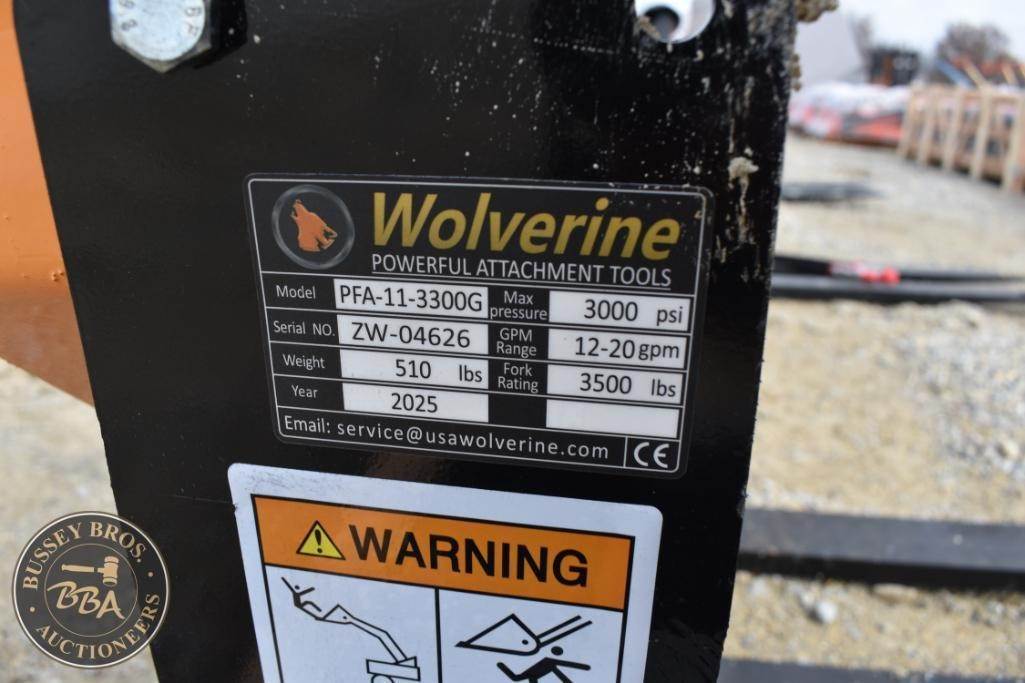 Wolverine
POWERFUL ATTACHMENT TOOLS
Model PFA-11-3300G Max pressure 3000 psi
Serial NO. ZW-04626 GPM Range 12-20 gpm
Weight 510 lbs Fork Rating 3500 lbs
Year 2025
Email: service@usawolverine.com CE
WARNING
BUSSEY BROS.
BBA
AUCTIONEERS